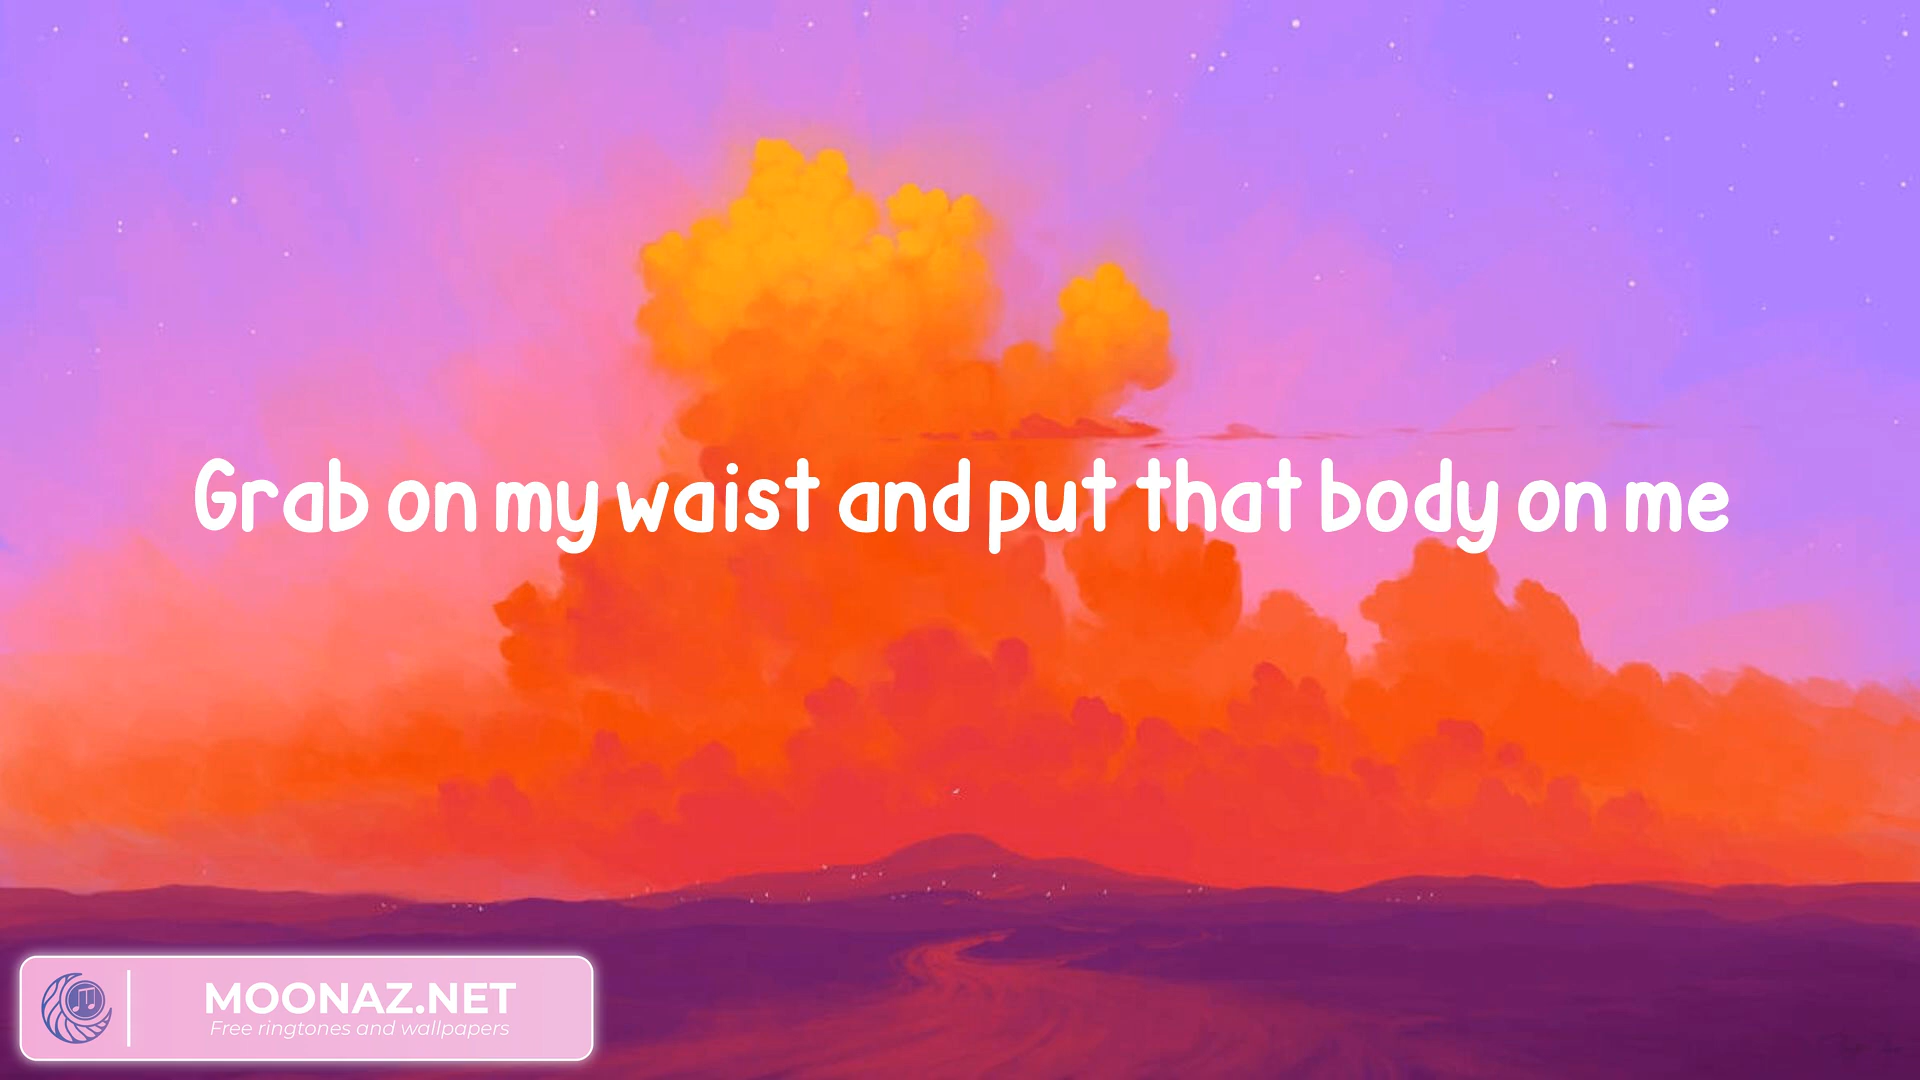 Grab on my waist and put that body on me
MOONAZ.NET
Free ringtones and wallpapers